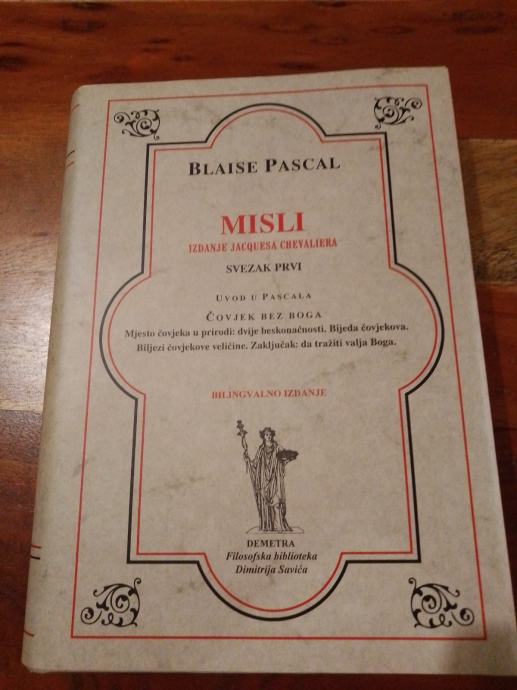 BLAISE PASCAL
MISLI
IZDANJE JACQUESA CHEVALIERA
SVEZAK PRVI
UVOD U PASCALA
ČOVJEK BEZ BOGA
Mjesto čovjeka u prirodi: dvije beskonačnosti. Bijeda čovjekova.
Biljezi čovjekove veličine. Zaključak: da tražiti valja Boga.
BILINGVALNO IZDANJE
DEMETRA
Filosofska biblioteka
Dimitrija Savića